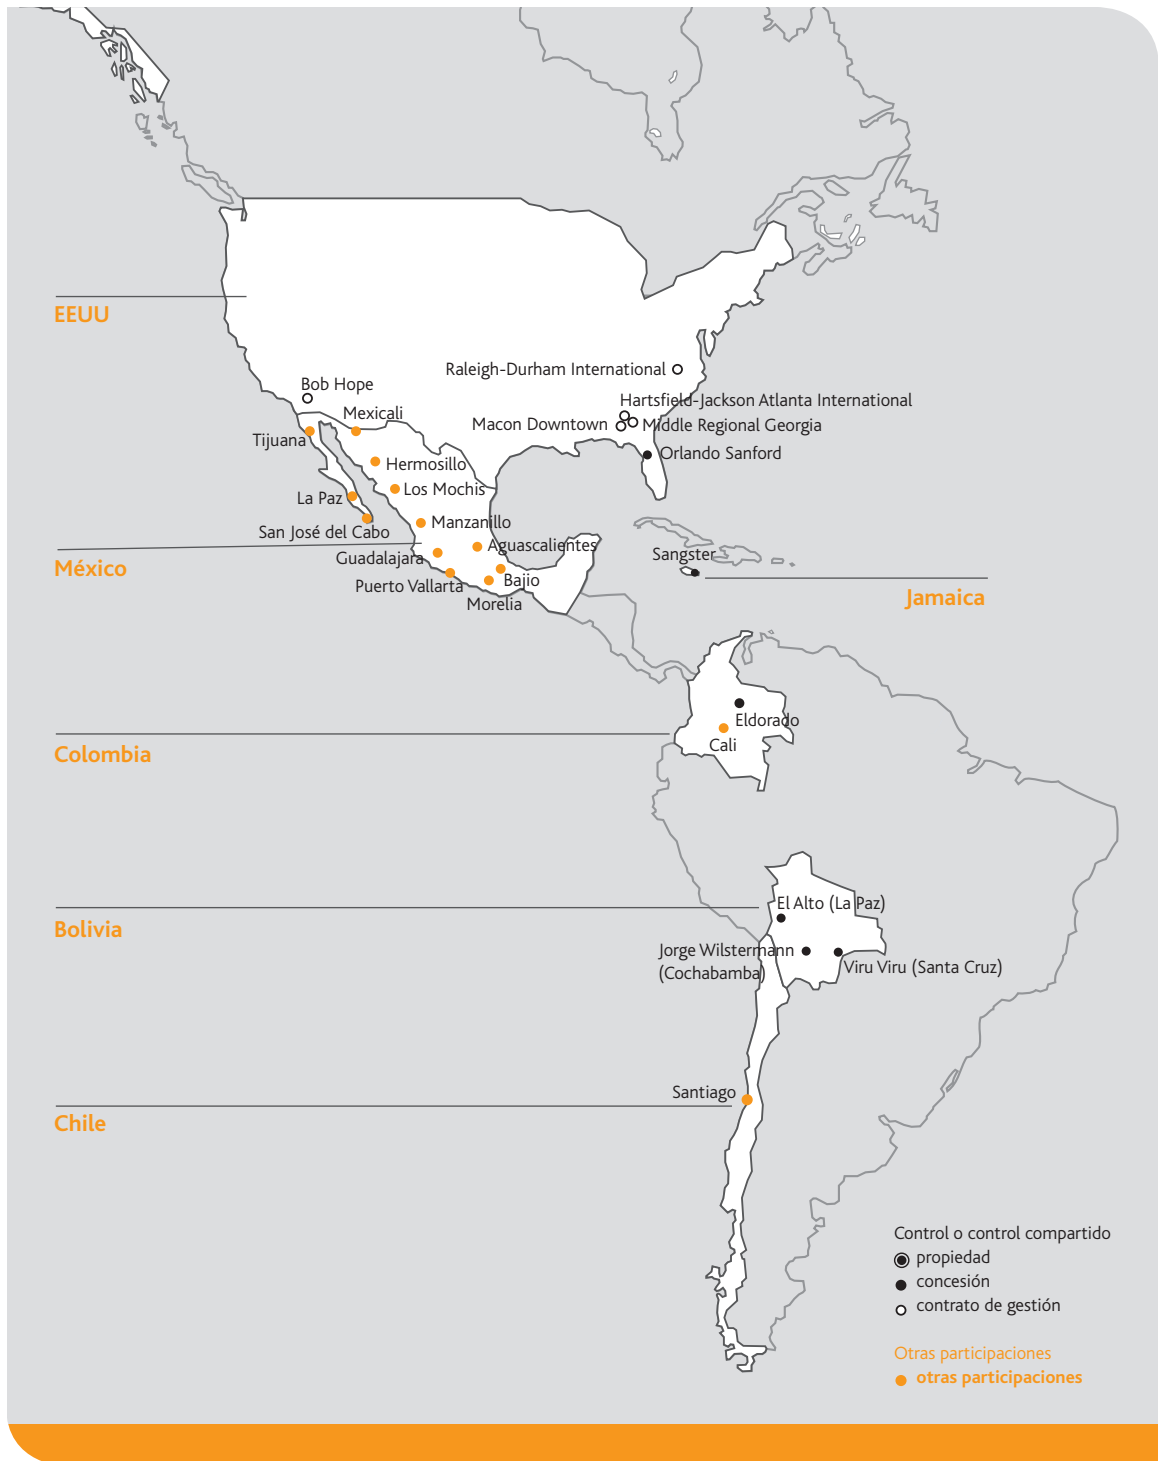 EEUU
Raleigh-Durham International
Bob Hope
Hartsfield-Jackson Atlanta International
Mexicali
Macon Downtown
Middle Regional Georgia
Tijuana
Orlando Sanford
Hermosillo
Los Mochis
La Paz
Manzanillo
San José del Cabo
Aguascalientes
Sangster
Guadalajara
México
Bajio
Puerto Vallarta
Jamaica
Morelia
Eldorado
Cali
Colombia
El Alto (La Paz)
Bolivia
Jorge Wilstermann
(Cochabamba)
Viru Viru (Santa Cruz)
Santiago
Chile
Control o control compartido
propiedad
concesión
contrato de gestión
Otras participaciones
otras participaciones